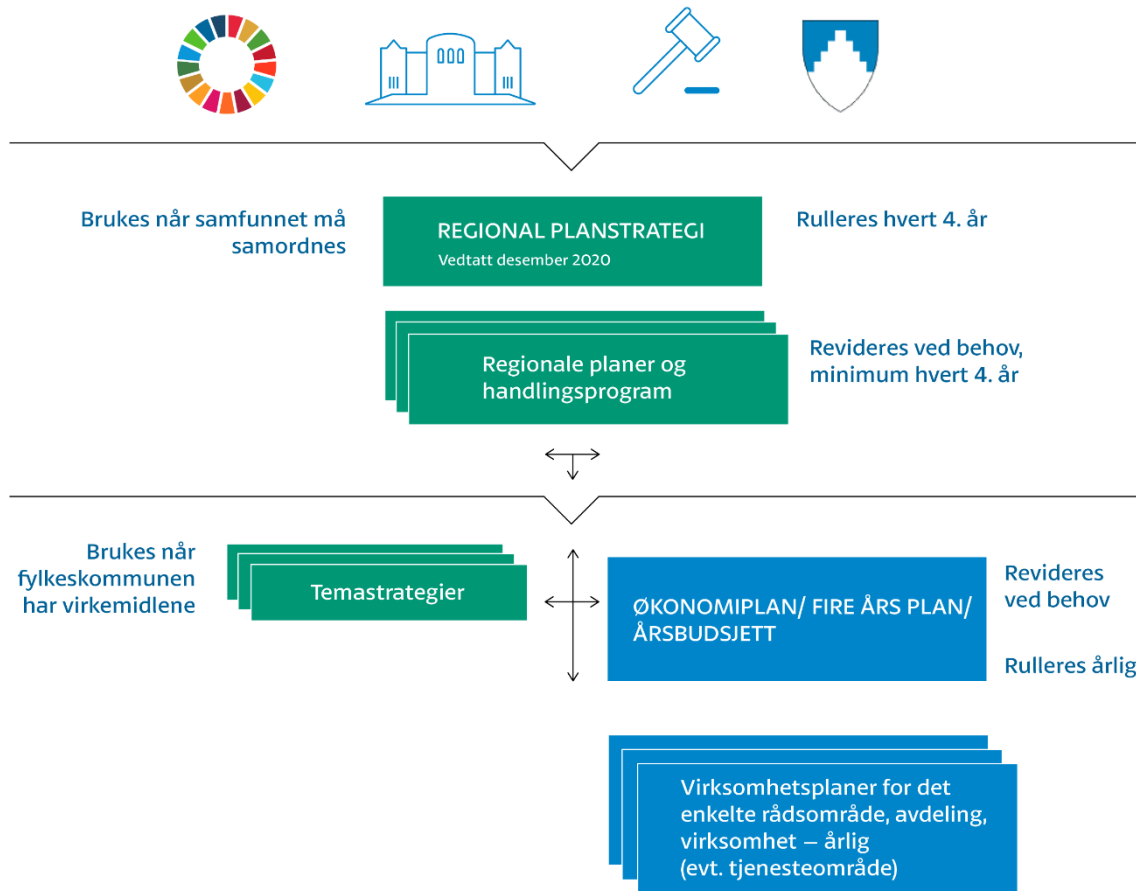 Brukes når samfunnet må
samordnes
REGIONAL PLANSTRATEGI
Vedtatt desember 2020
Rulleres hvert 4. år
Regionale planer og
handlingsprogram
Revideres ved behov,
minimum hvert 4. år
Brukes når
fylkeskommunen
har virkemidlene
Temastrategier
ØKONOMIPLAN/ FIRE ÅRS PLAN/
ÅRSBUDSJETT
Revideres
ved behov
Rulleres årlig
Virksomhetsplaner for det
enkelte rådsområde, avdeling,
virksomhet – årlig
(evt. tjenesteområde)